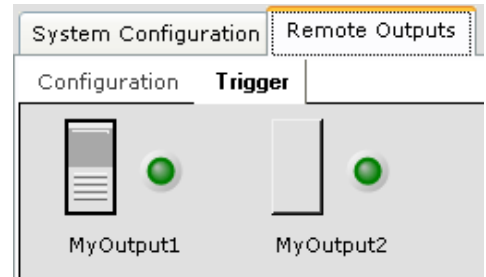 System Configuration Remote Outputs
Configuration Trigger
MyOutput1 MyOutput2